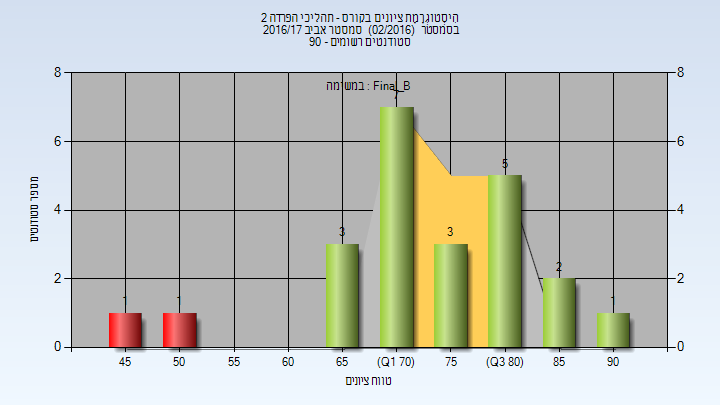 היסטוגרמת ציונים בקורס - תהליכי הפרדה 2
בסמסטר (02/2016) סמסטר אביב 2016/17
סטודנטים רשומים - 90
במשימה : Final_B
8 8
6 6
4 4
2 2
0 0
מספר סטודנטים
1 1 3 7 3 5 2 1
45 50 55 60 65 (Q1 70) 75 (Q3 80) 85 90
טווח ציונים